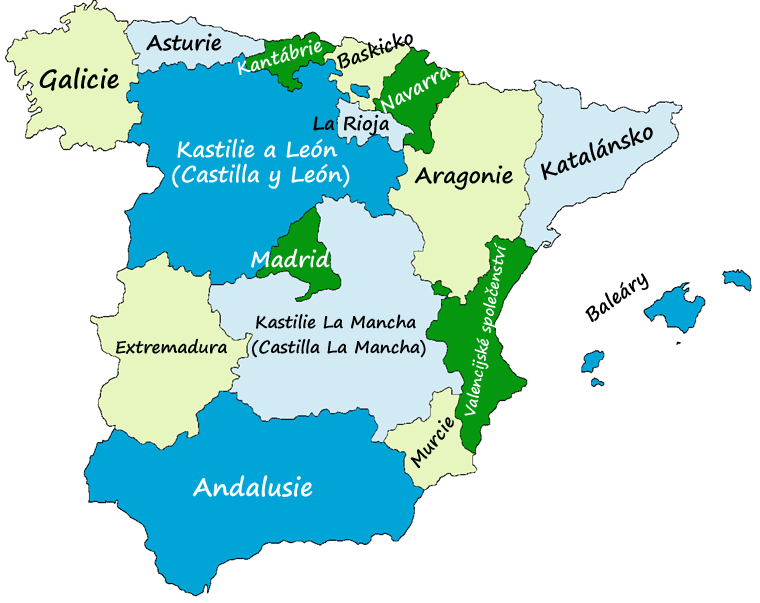 Galicie
Asturie
Kantábrie
Baskicko
Navarra
La Rioja
Kastilie a León
(Castilla y León)
Aragonie
Katalánsko
Madrid
Valencijské společenství
Baleáry
Kastilie La Mancha
(Castilla La Mancha)
Extremadura
Murcie
Andalusie